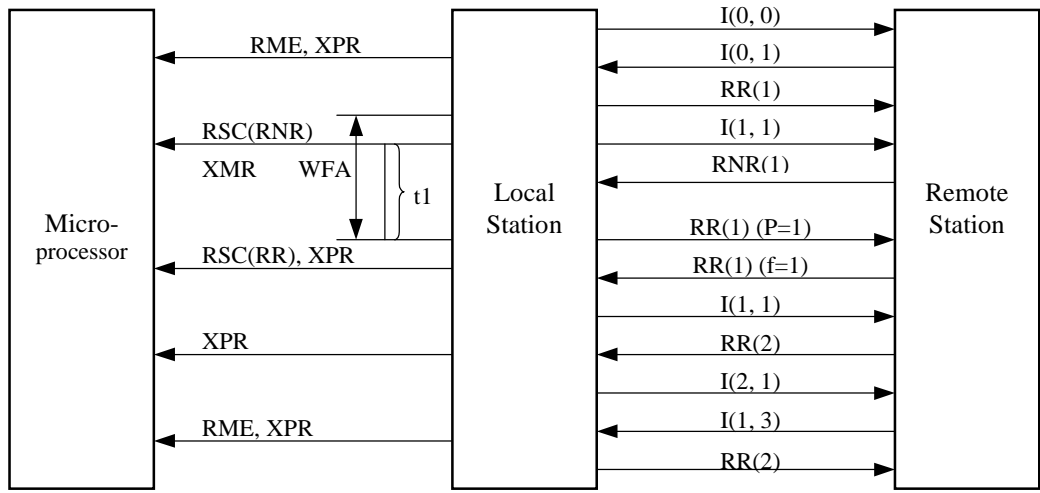 I(0, 0)
RME, XPR
I(0, 1)
RR(1)
RSC(RNR)
I(1, 1)
XMR
WFA
RNR(1)
t1
Micro-
processor
Local
Station
Remote
Station
RR(1) (P=1)
RSC(RR), XPR
RR(1) (f=1)
I(1, 1)
XPR
RR(2)
I(2, 1)
RME, XPR
I(1, 3)
RR(2)